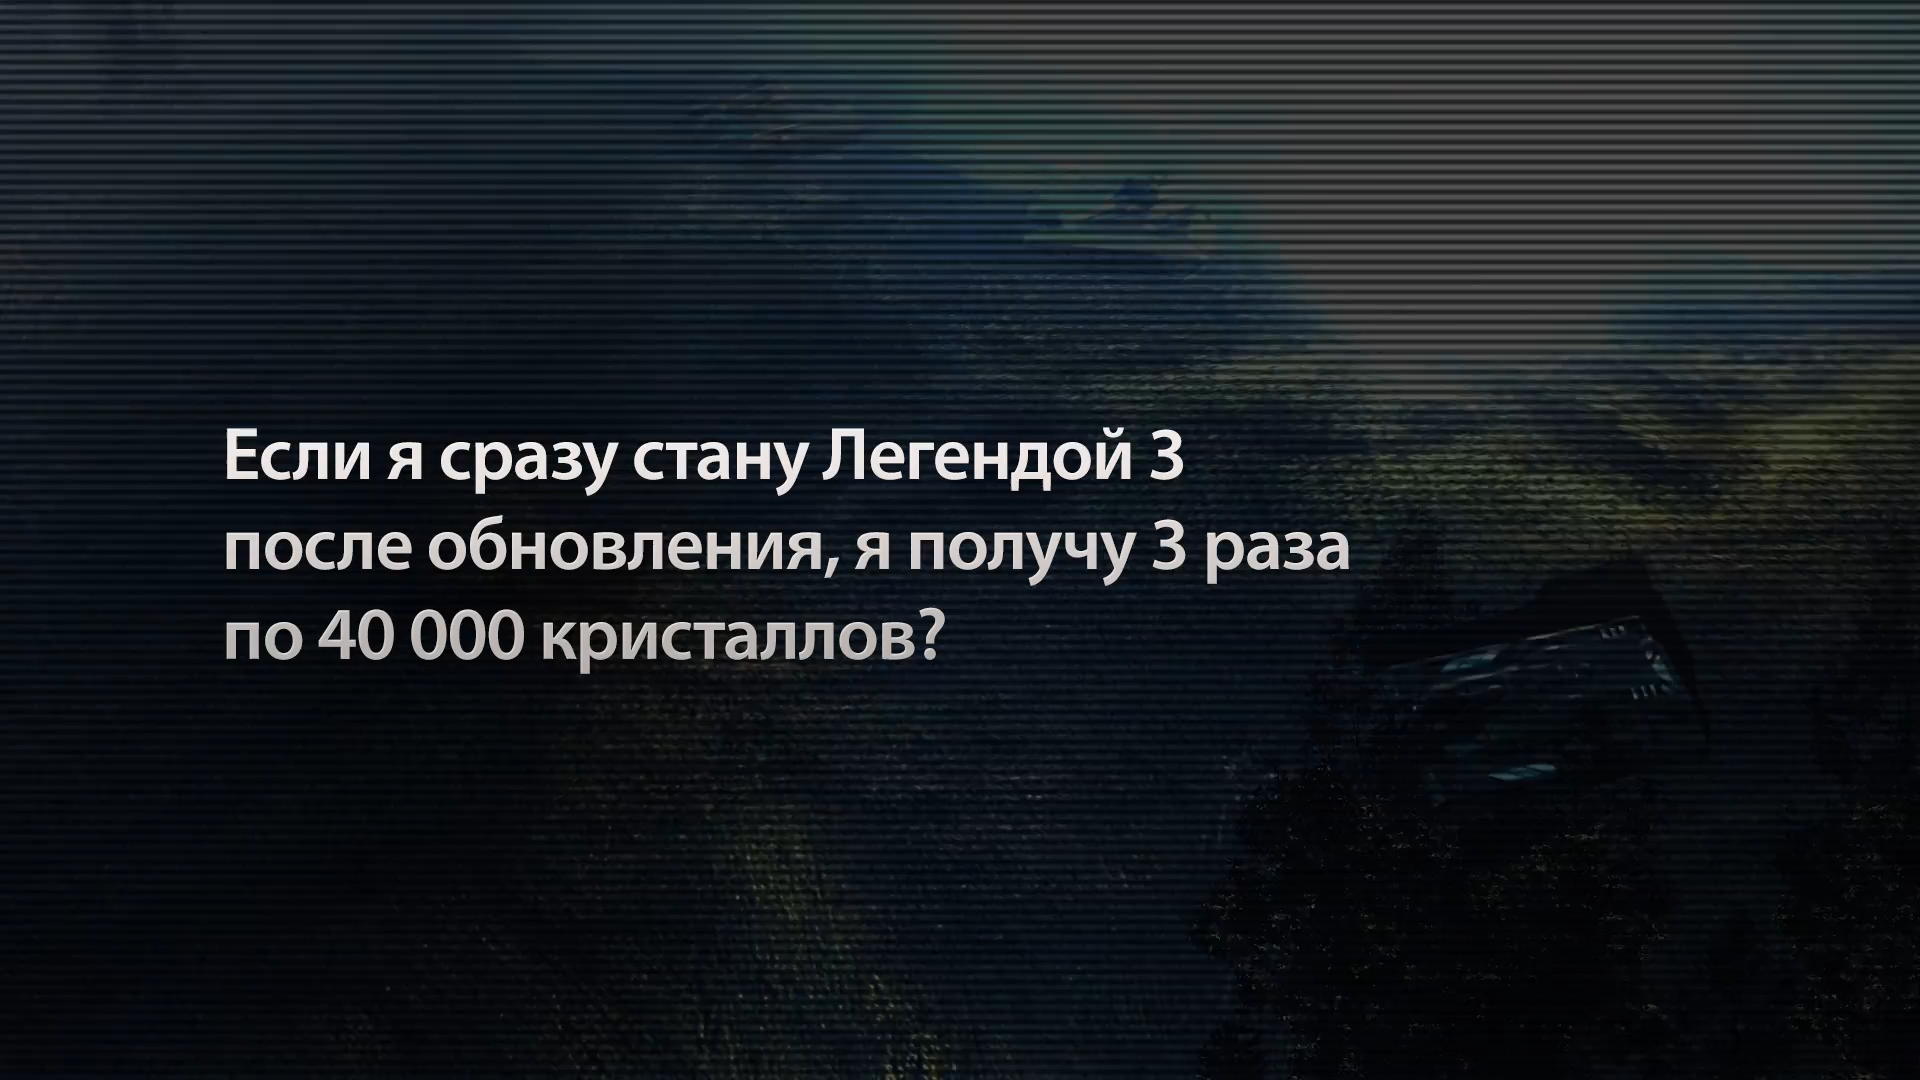 Если я сразу стану Легендой 3
после обновления, я получу 3 раза
по 40 000 кристаллов?